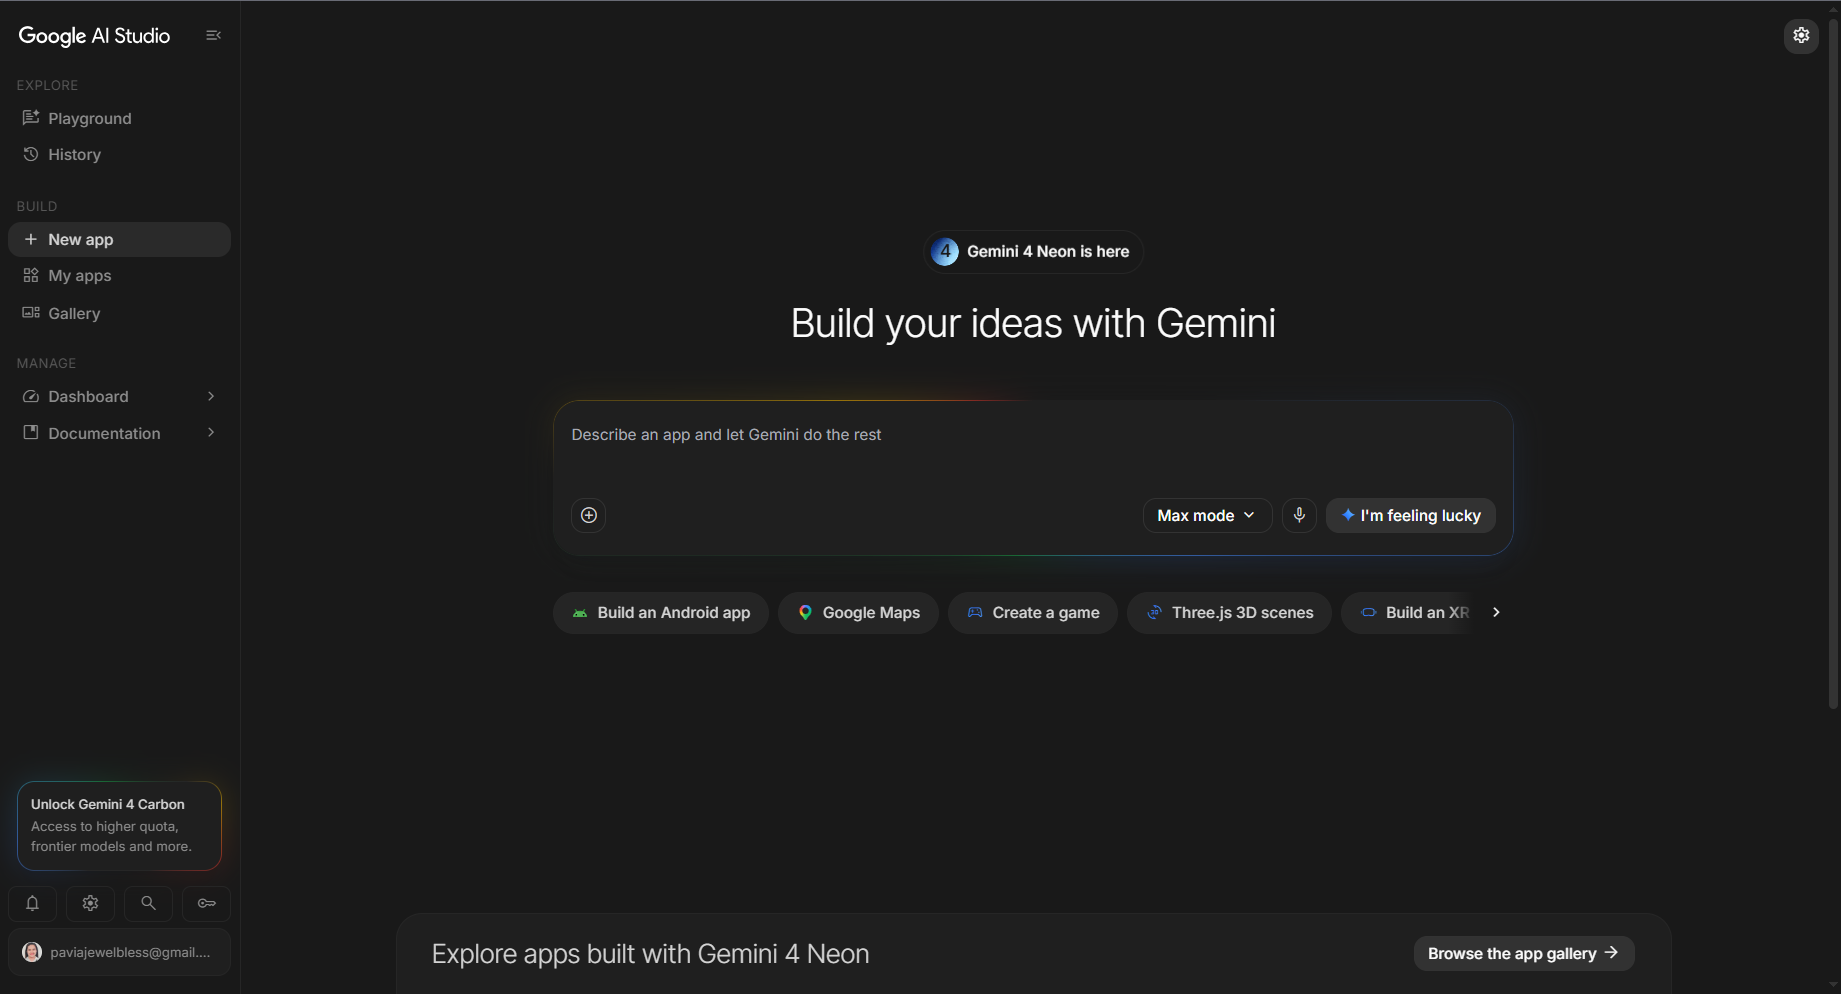 Google AI Studio
EXPLORE
Playground
History
BUILD
New app
My apps
Gallery
MANAGE
Dashboard
Documentation
Unlock Gemini 4 Carbon
Access to higher quota,
frontier models and more.
paviajewelbless@gmail....
4 Gemini 4 Neon is here
Build your ideas with Gemini
Describe an app and let Gemini do the rest
Max mode
I'm feeling lucky
Build an Android app
Google Maps
Create a game
Three.js 3D scenes
Build an XR
Explore apps built with Gemini 4 Neon
Browse the app gallery